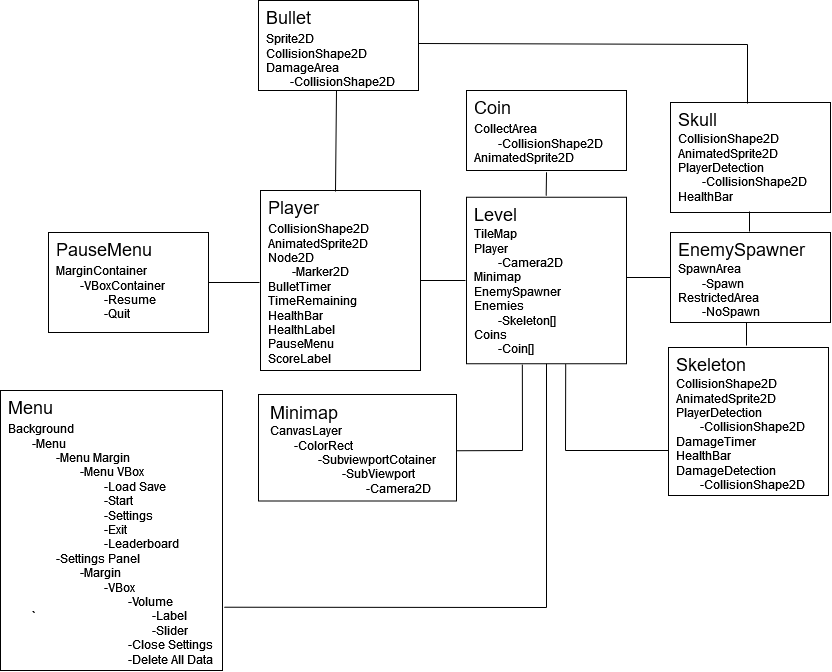 Bullet
Sprite2D
CollisionShape2D
DamageArea
-CollisionShape2D
Coin
CollectArea
-CollisionShape2D
AnimatedSprite2D
Skull
CollisionShape2D
AnimatedSprite2D
PlayerDetection
-CollisionShape2D
HealthBar
Player
CollisionShape2D
AnimatedSprite2D
Node2D
-Marker2D
BulletTimer
TimeRemaining
HealthBar
HealthLabel
PauseMenu
ScoreLabel
Level
TileMap
Player
-Camera2D
Minimap
EnemySpawner
Enemies
-Skeleton[]
Coins
-Coin[]
PauseMenu
MarginContainer
-VBoxContainer
-Resume
-Quit
EnemySpawner
SpawnArea
-Spawn
RestrictedArea
-NoSpawn
Skeleton
CollisionShape2D
AnimatedSprite2D
PlayerDetection
-CollisionShape2D
DamageTimer
HealthBar
DamageDetection
-CollisionShape2D
Menu
Background
-Menu
-Menu Margin
-Menu VBox
-Load Save
-Start
-Settings
-Exit
-Leaderboard
-Settings Panel
-Margin
-VBox
-Volume
-Label
-Slider
-Close Settings
-Delete All Data
`
Minimap
CanvasLayer
-ColorRect
-SubviewportCotainer
-SubViewport
-Camera2D